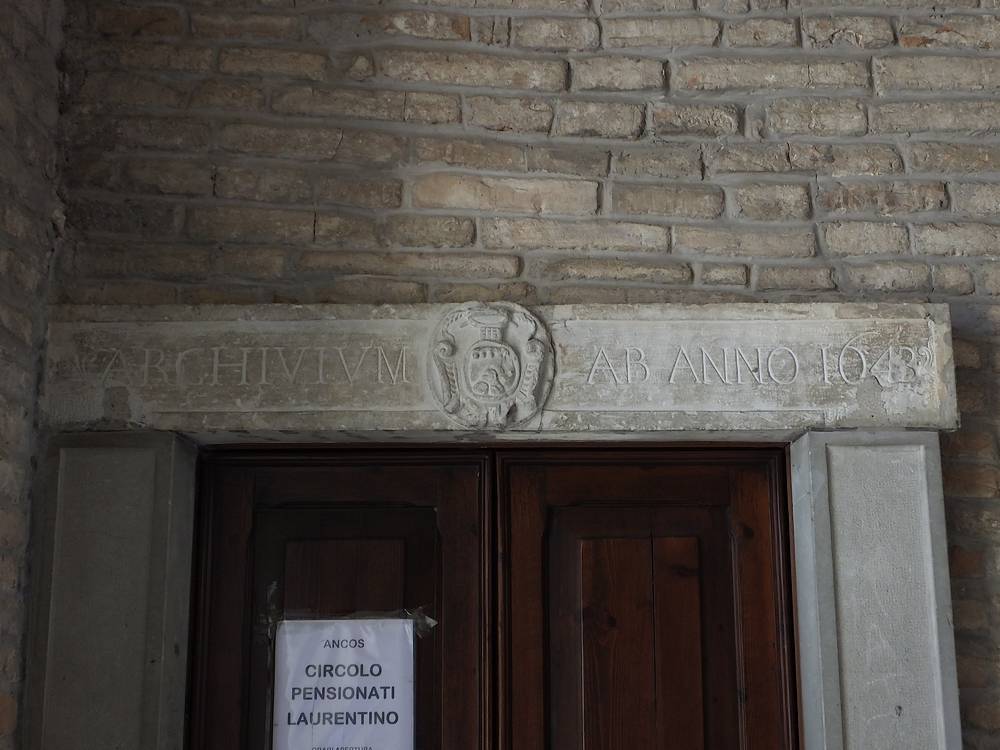 ARCHIVIVM AB ANNO 1643
ANCOS
CIRCOLO
PENSIONATI
LAURENTINO